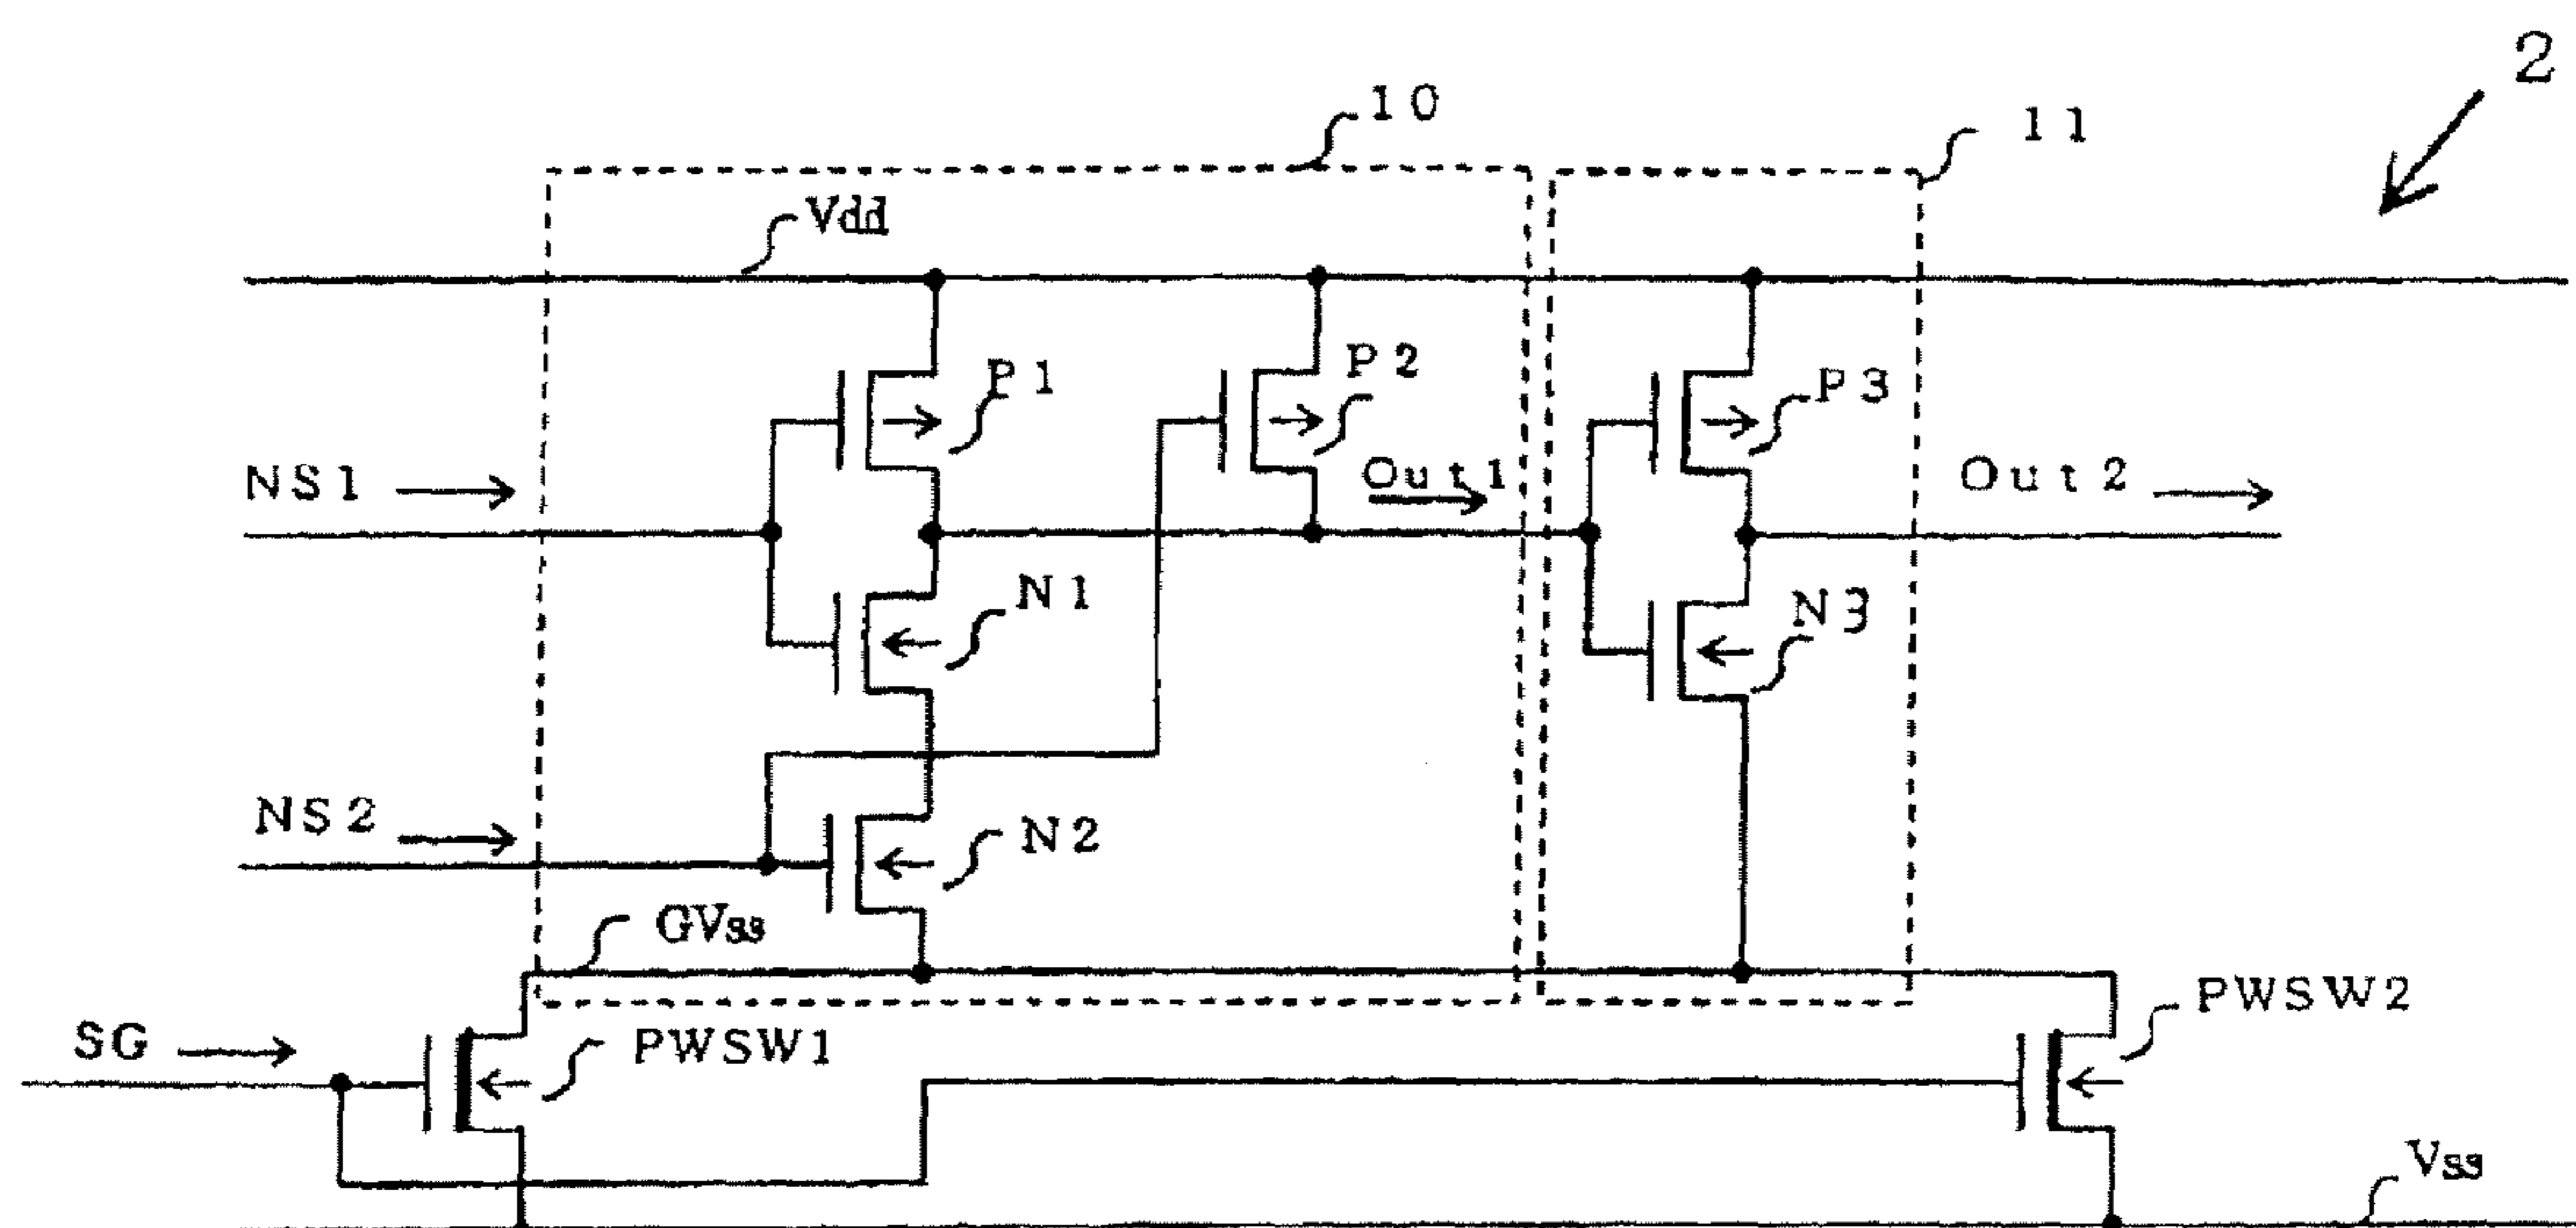 2
10
11
Vdd
P1
P2
P3
NS1
Out1
Out2
N1
N3
NS2
N2
GVss
SG
PWSW1
PWSW2
Vss